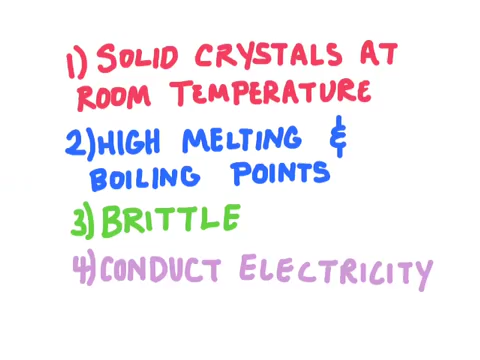 1) SOLID CRYSTALS AT
ROOM TEMPERATURE
2) HIGH MELTING &
BOILING POINTS
3) BRITTLE
4) CONDUCT ELECTRICITY